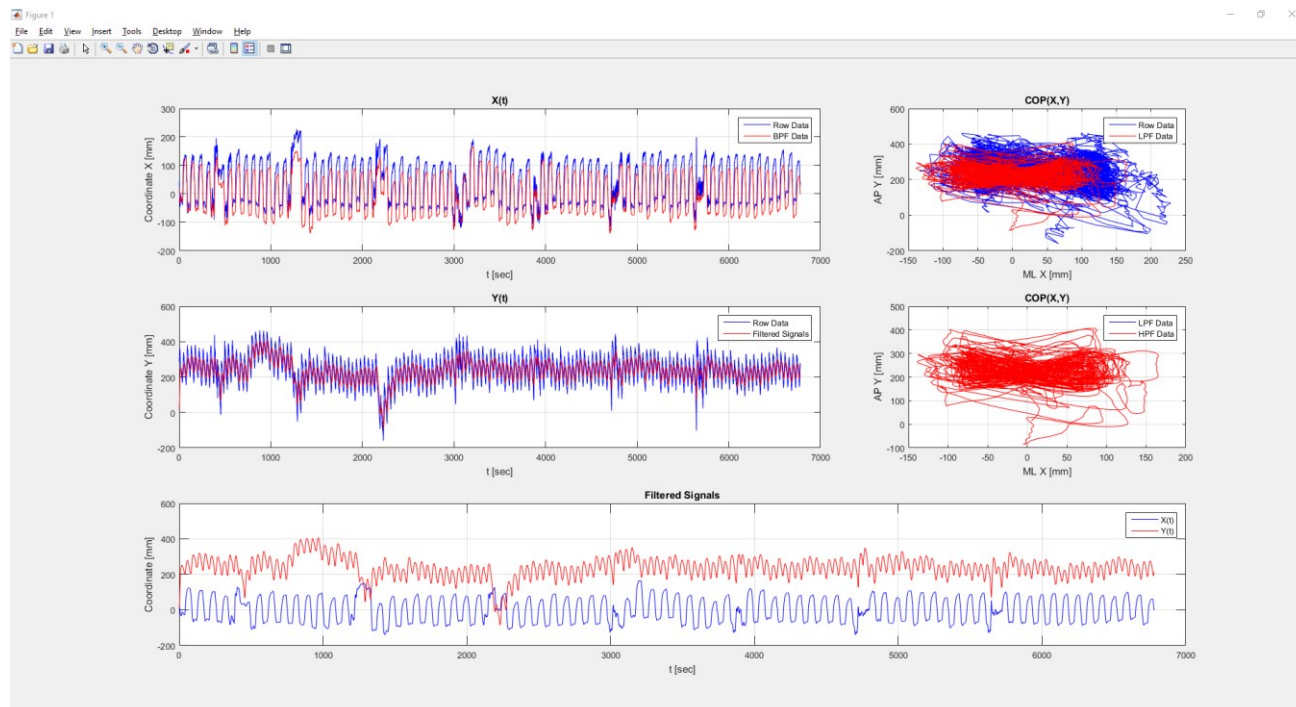 Figure 1
File Edit View Insert Tools Desktop Window Help
X(t)
300
200
100
0
-100
-200
Coordinate X [mm]
Row Data
BPF Data
0 1000 2000 3000 4000 5000 6000 7000
t [sec]
COP(X,Y)
600
400
200
0
-200
AP Y [mm]
Row Data
LPF Data
-150 -100 -50 0 50 100 150 200 250
ML X [mm]
Y(t)
600
400
200
0
-200
Coordinate Y [mm]
Row Data
Filtered Signals
0 1000 2000 3000 4000 5000 6000 7000
t [sec]
COP(X,Y)
500
400
300
200
100
0
-100
AP Y [mm]
LPF Data
HPF Data
-150 -100 -50 0 50 100 150 200
ML X [mm]
Filtered Signals
600
400
200
0
-200
Coordinate [mm]
X(t)
Y(t)
0 1000 2000 3000 4000 5000 6000 7000
t [sec]